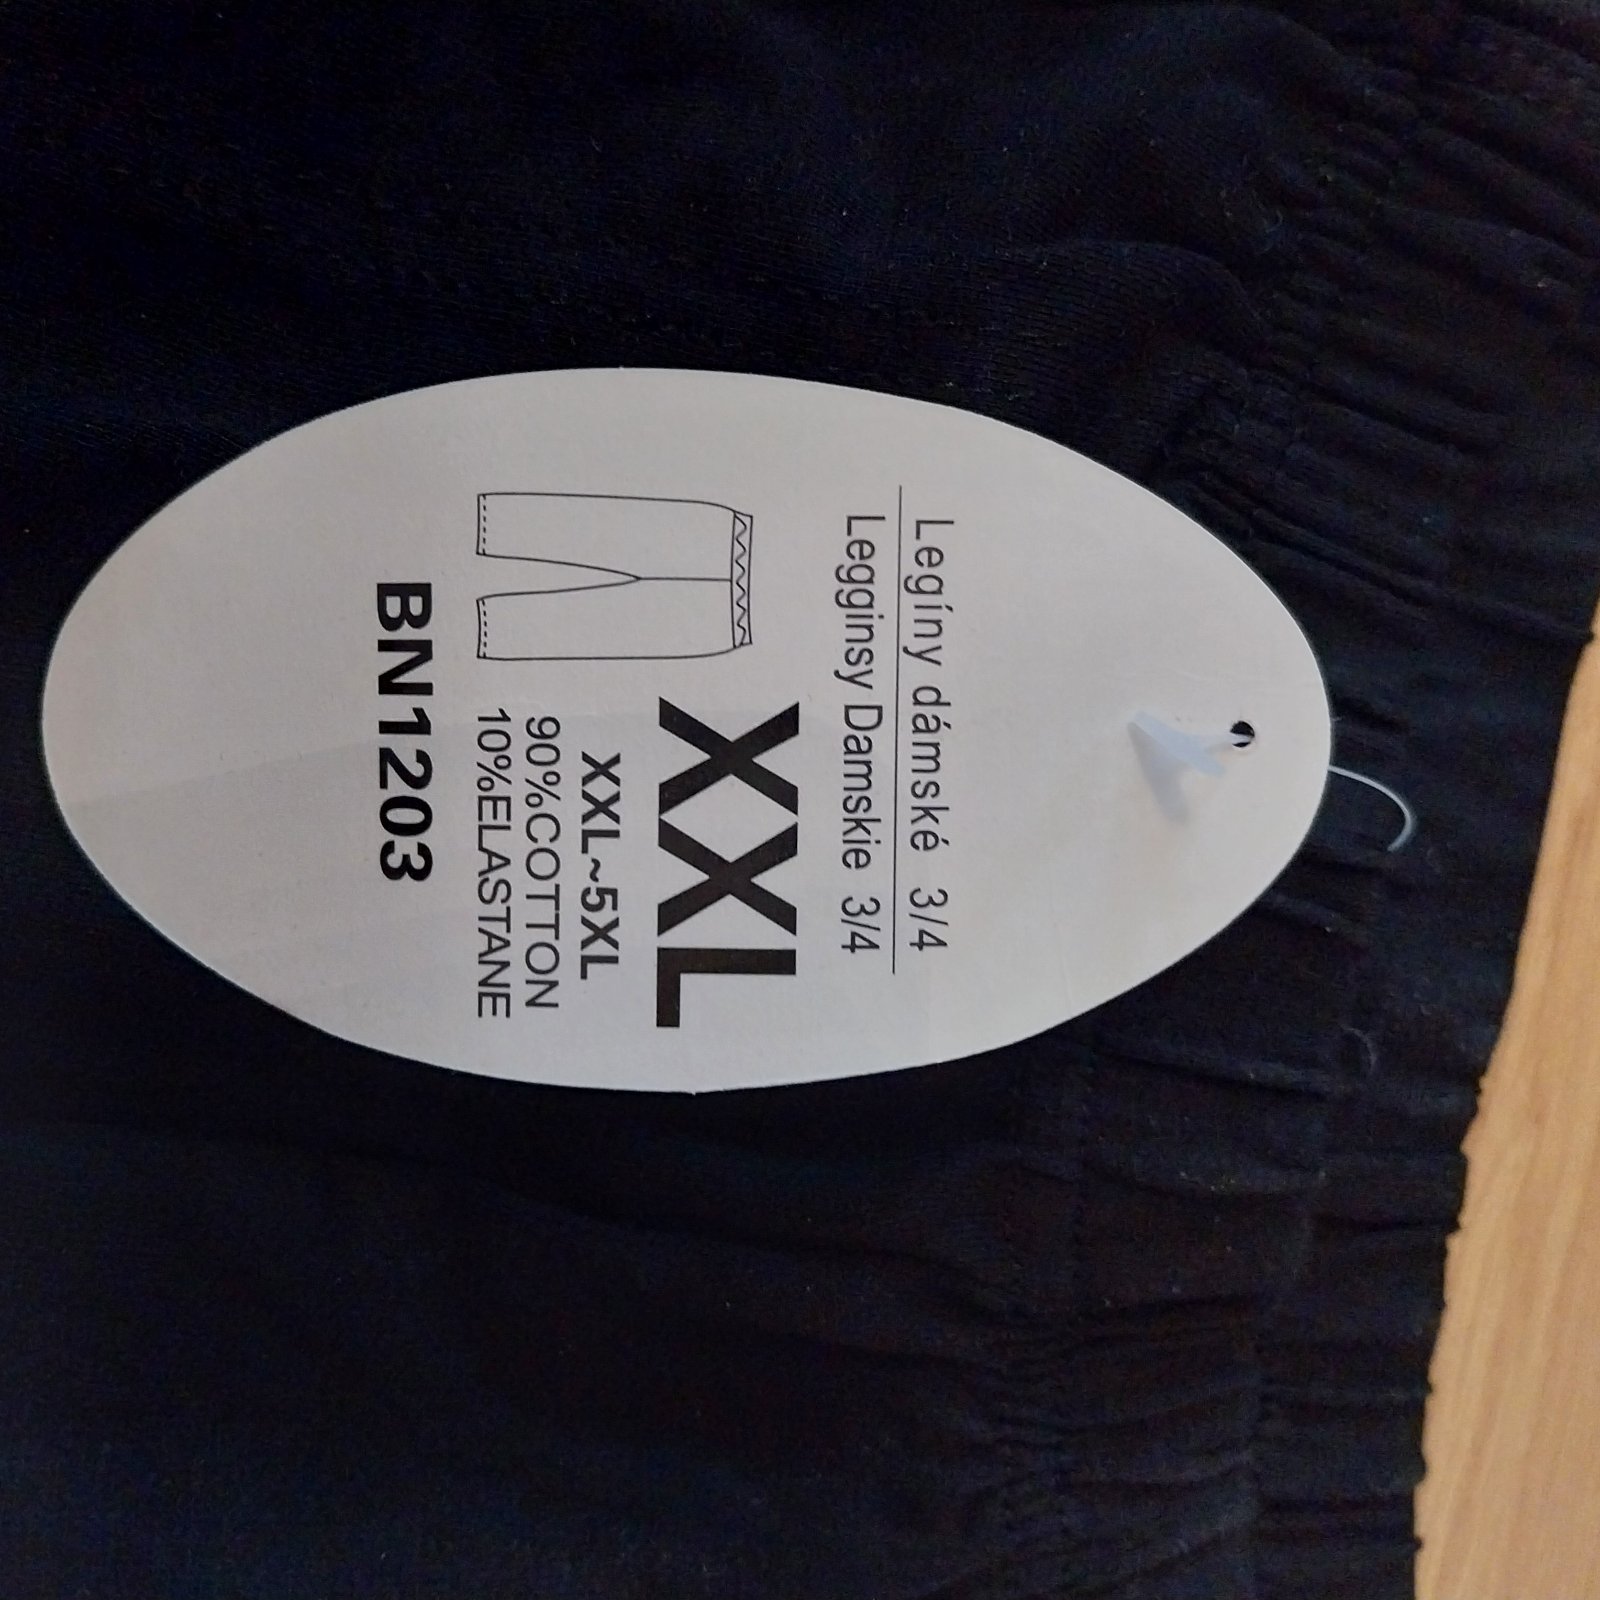 Legíny dámské 3/4
Legginsy Damskie 3/4
XXL
XXL~5XL
90%COTTON
10%ELASTANE
BN1203